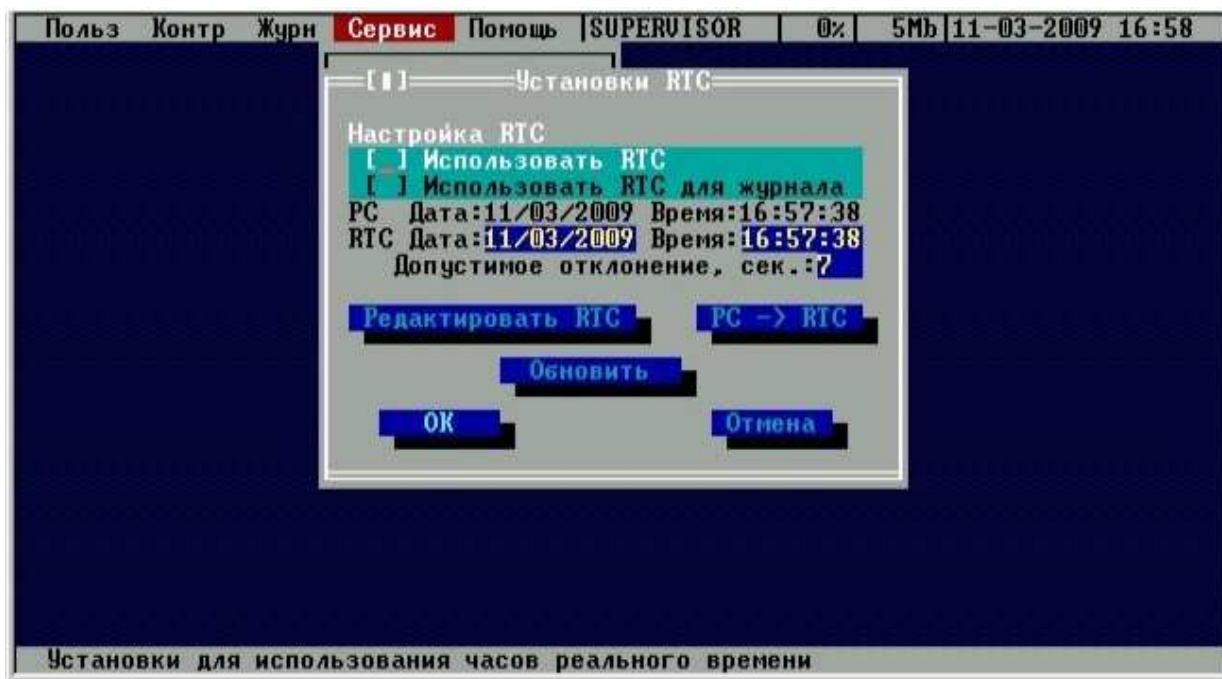 Польз Контр Журн Сервис Помощь SUPERVISOR 0% 5Mb 11-03-2009 16:58
Установки RTC
Настройка RTC
[_] Использовать RTC
[ ] Использовать RTC для журнала
PC Дата:11/03/2009 Время:16:57:38
RTC Дата:11/03/2009 Время:16:57:38
Допустимое отклонение, сек.:7
Редактировать RTC PC -> RTC
Обновить
OK Отмена
Установки для использования часов реального времени